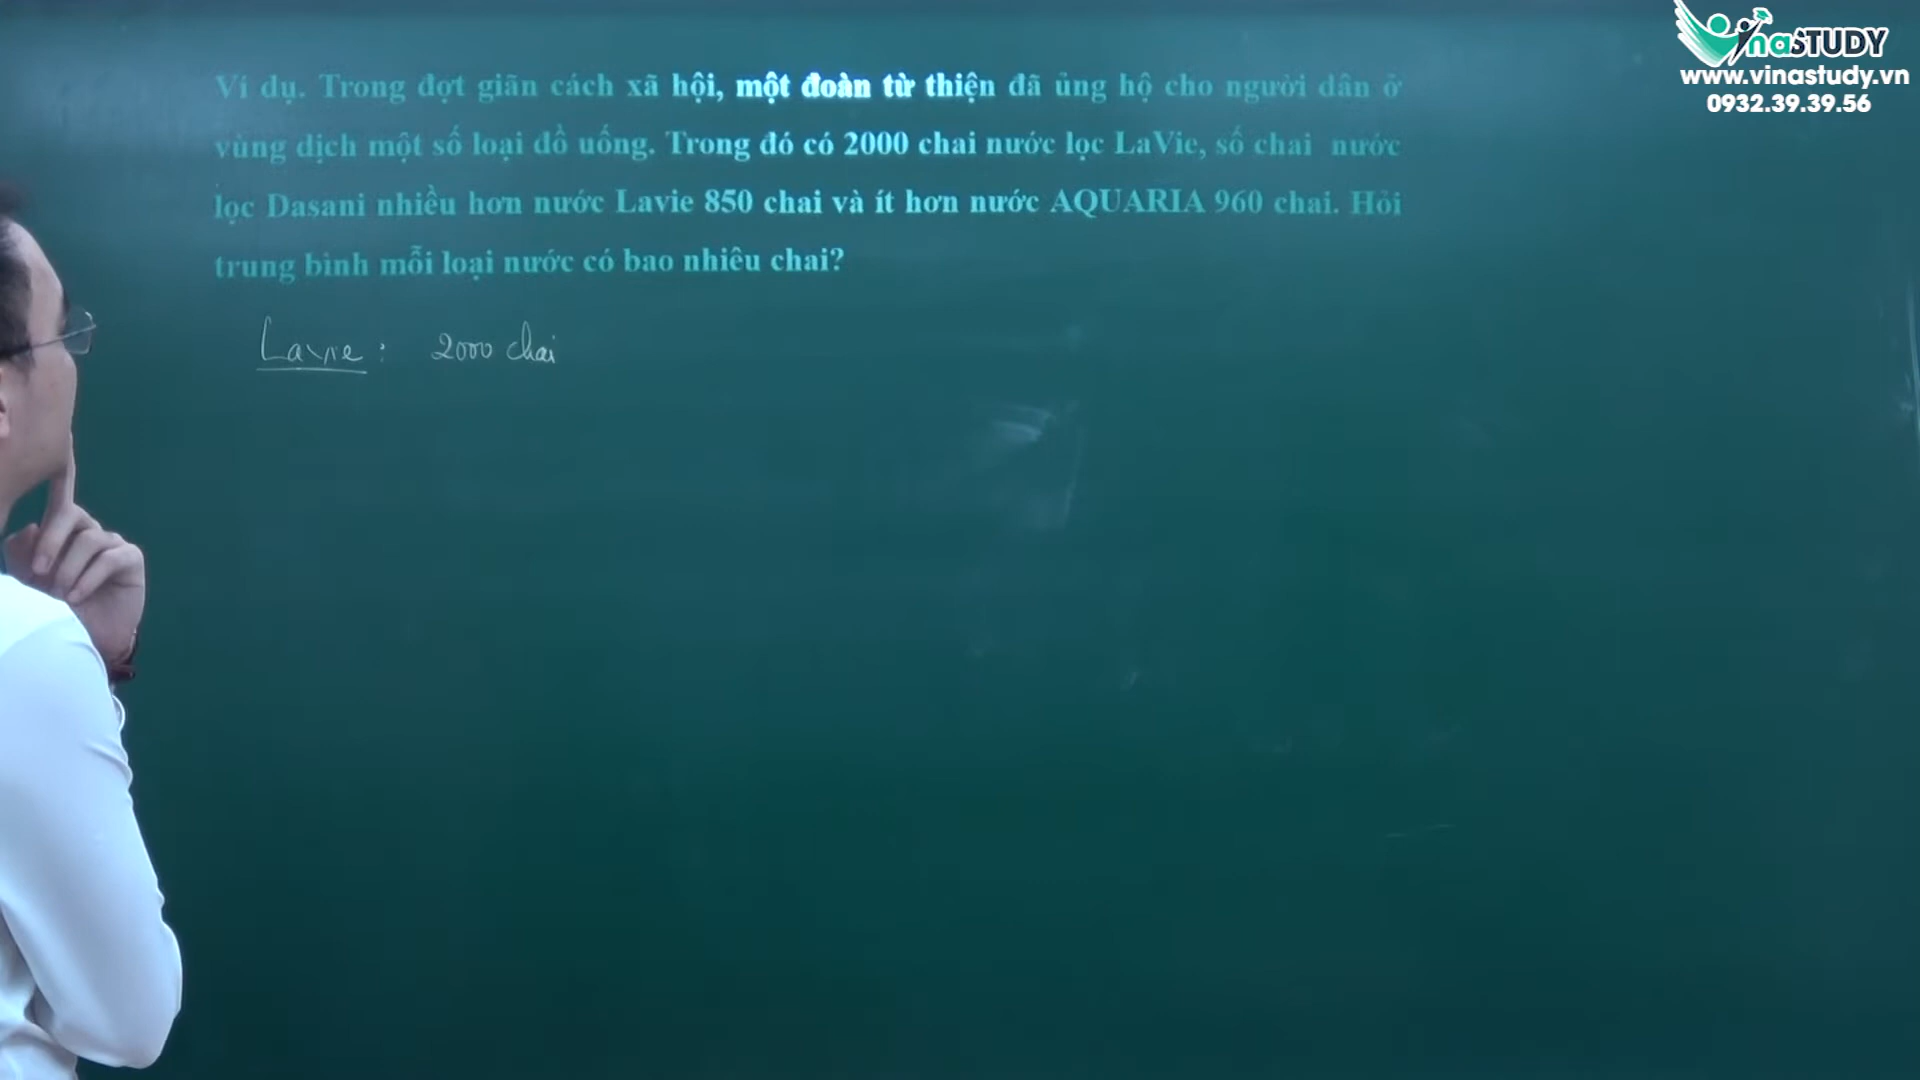 VinaSTUDY
www.vinastudy.vn
0932.39.39.56
Ví dụ. Trong đợt giãn cách xã hội, một đoàn từ thiện đã ủng hộ cho người dân ở
vùng dịch một số loại đồ uống. Trong đó có 2000 chai nước lọc LaVie, số chai nước
lọc Dasani nhiều hơn nước Lavie 850 chai và ít hơn nước AQUARIA 960 chai. Hỏi
trung bình mỗi loại nước có bao nhiêu chai?
Lavie : 2000 chai